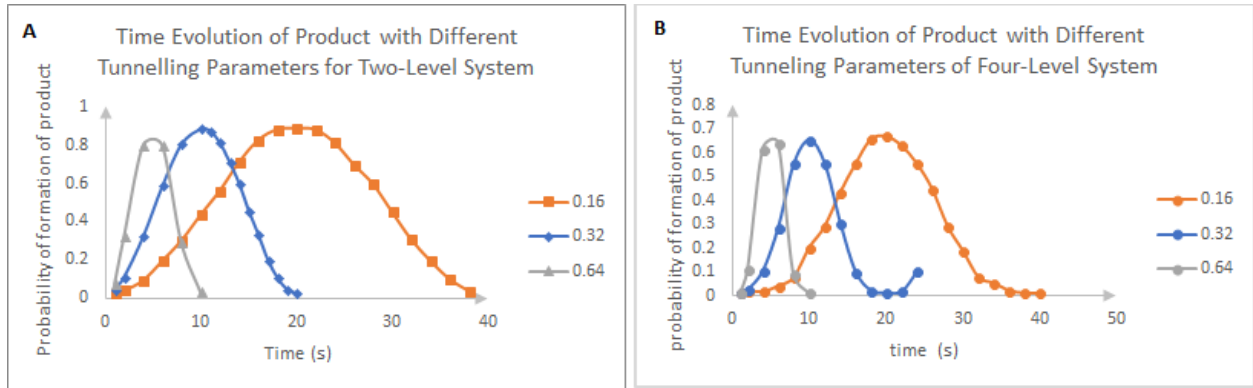 A
Time Evolution of Product with Different
Tunnelling Parameters for Two-Level System
Probability of formation of product
1
0.8
0.6
0.4
0.2
0
0 10 20 30 40
Time (s)
0.16
0.32
0.64
B
Time Evolution of Product with Different
Tunneling Parameters of Four-Level System
probability of formation of product
0.8
0.7
0.6
0.5
0.4
0.3
0.2
0.1
0
0 10 20 30 40 50
time (s)
0.16
0.32
0.64